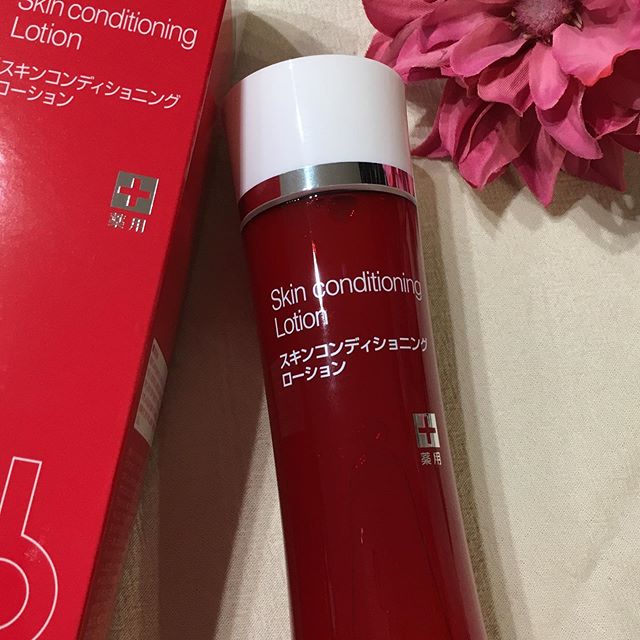 Skin conditioning
Lotion
スキンコンディショニング
ローション
薬用
Skin conditioning
Lotion
スキンコンディショニング
ローション
薬用